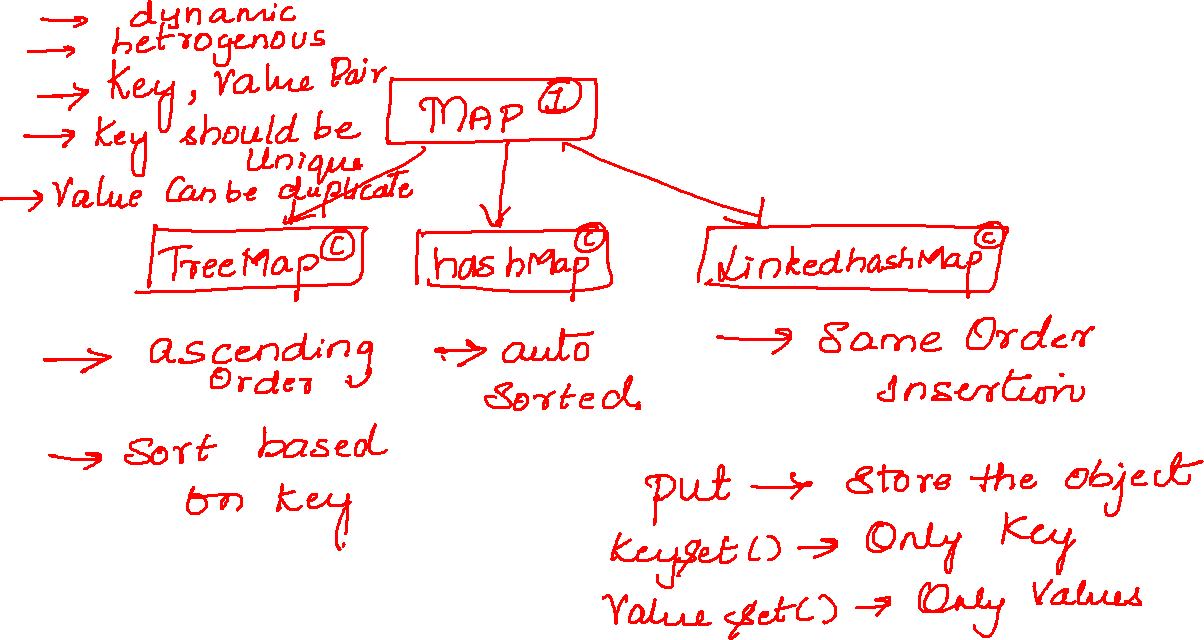 → dynamic
→ hetrogenous
→ Key, Value Pair
→ Key should be
Unique
→ Value Can be duplicate
MAP I
TreeMap C
hashMap C
LinkedhashMap C
→ ascending
Order
→ Sort based
on key
→ auto
Sorted.
→ Same Order
Insertion
put → Store the object
Keyset() → Only Key
Value set() → Only Values